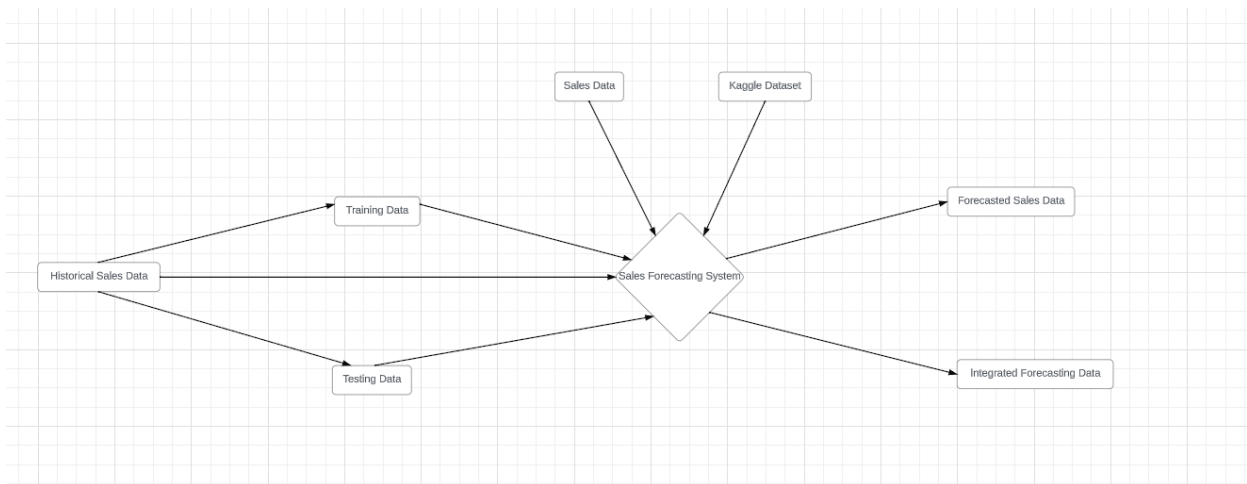 Sales Data
Kaggle Dataset
Training Data
Forecasted Sales Data
Historical Sales Data
Sales Forecasting System
Testing Data
Integrated Forecasting Data